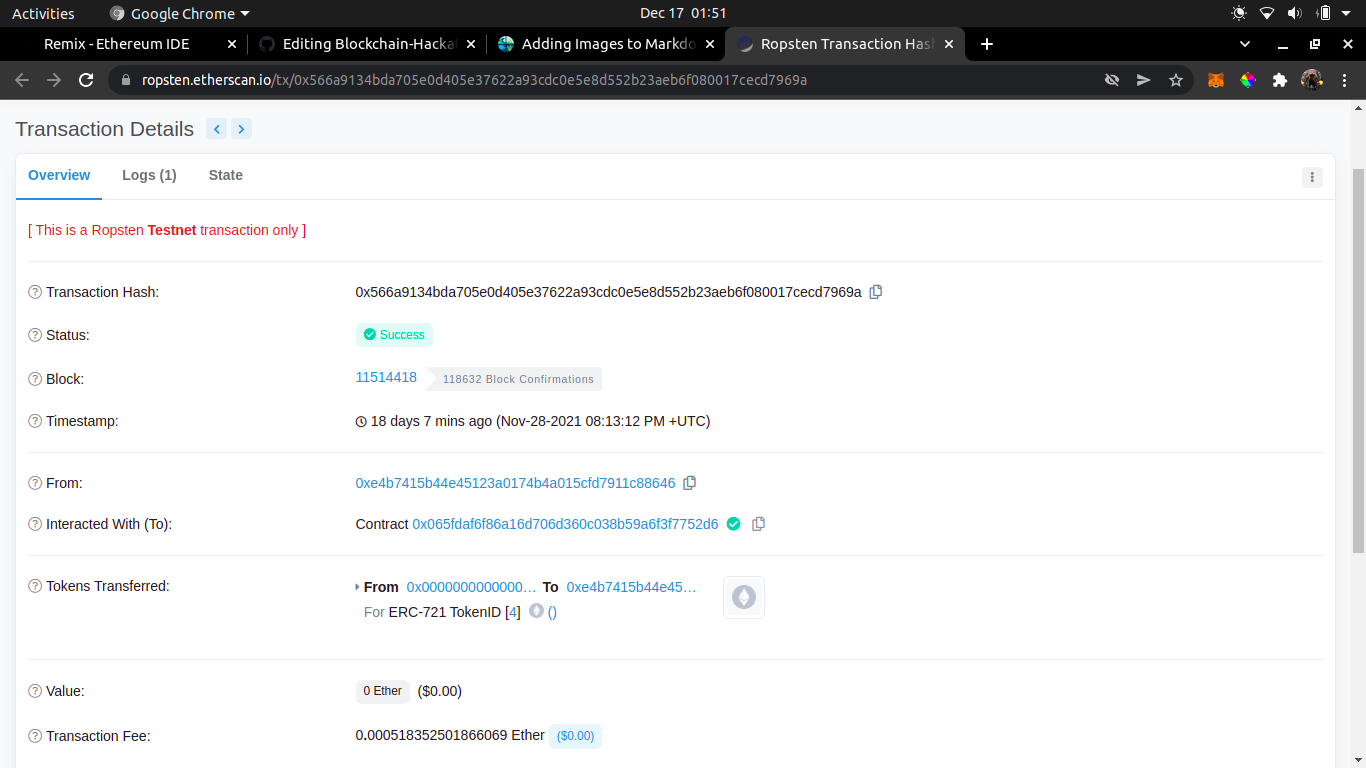 Activities Google Chrome Dec 17 01:51
Remix - Ethereum IDE Editing Blockchain-Hacka Adding Images to Markdo Ropsten Transaction Hash
ropsten.etherscan.io/tx/0x566a9134bda705e0d405e37622a93cdc0e5e8d552b23aeb6f080017cecd7969a
Transaction Details
Overview Logs (1) State
[ This is a Ropsten Testnet transaction only ]
Transaction Hash: 0x566a9134bda705e0d405e37622a93cdc0e5e8d552b23aeb6f080017cecd7969a
Status: Success
Block: 11514418 118632 Block Confirmations
Timestamp: 18 days 7 mins ago (Nov-28-2021 08:13:12 PM +UTC)
From: 0xe4b7415b44e45123a0174b4a015cfd7911c88646
Interacted With (To): Contract 0x065fdaf6f86a16d706d360c038b59a6f3f7752d6
Tokens Transferred: From 0x0000000000000… To 0xe4b7415b44e45…
For ERC-721 TokenID [4] ()
Value: 0 Ether ($0.00)
Transaction Fee: 0.000518352501866069 Ether ($0.00)